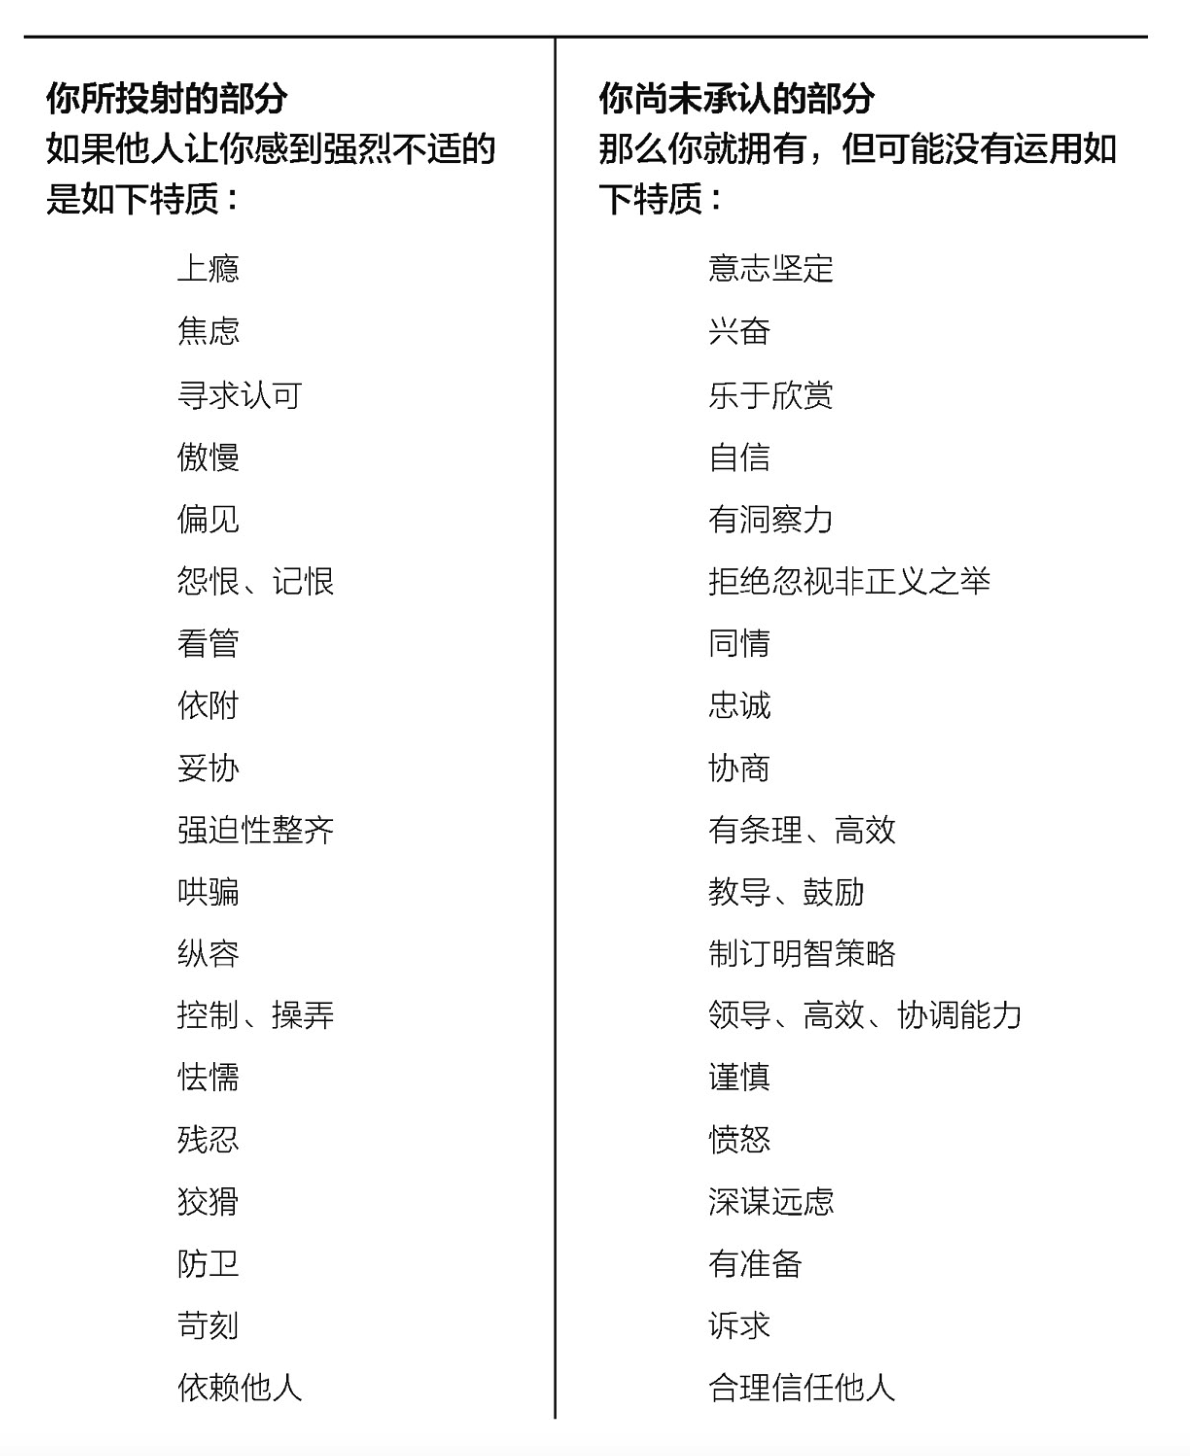 你所投射的部分
如果他人让你感到强烈不适的
是如下特质：
你尚未承认的部分
那么你就拥有，但可能没有运用如
下特质：
上瘾
意志坚定
焦虑
兴奋
寻求认可
乐于欣赏
傲慢
自信
偏见
有洞察力
怨恨、记恨
拒绝忽视非正义之举
看管
同情
依附
忠诚
妥协
协商
强迫性整齐
有条理、高效
哄骗
教导、鼓励
纵容
制订明智策略
控制、操弄
领导、高效、协调能力
怯懦
谨慎
残忍
愤怒
狡猾
深谋远虑
防卫
有准备
苛刻
诉求
依赖他人
合理信任他人